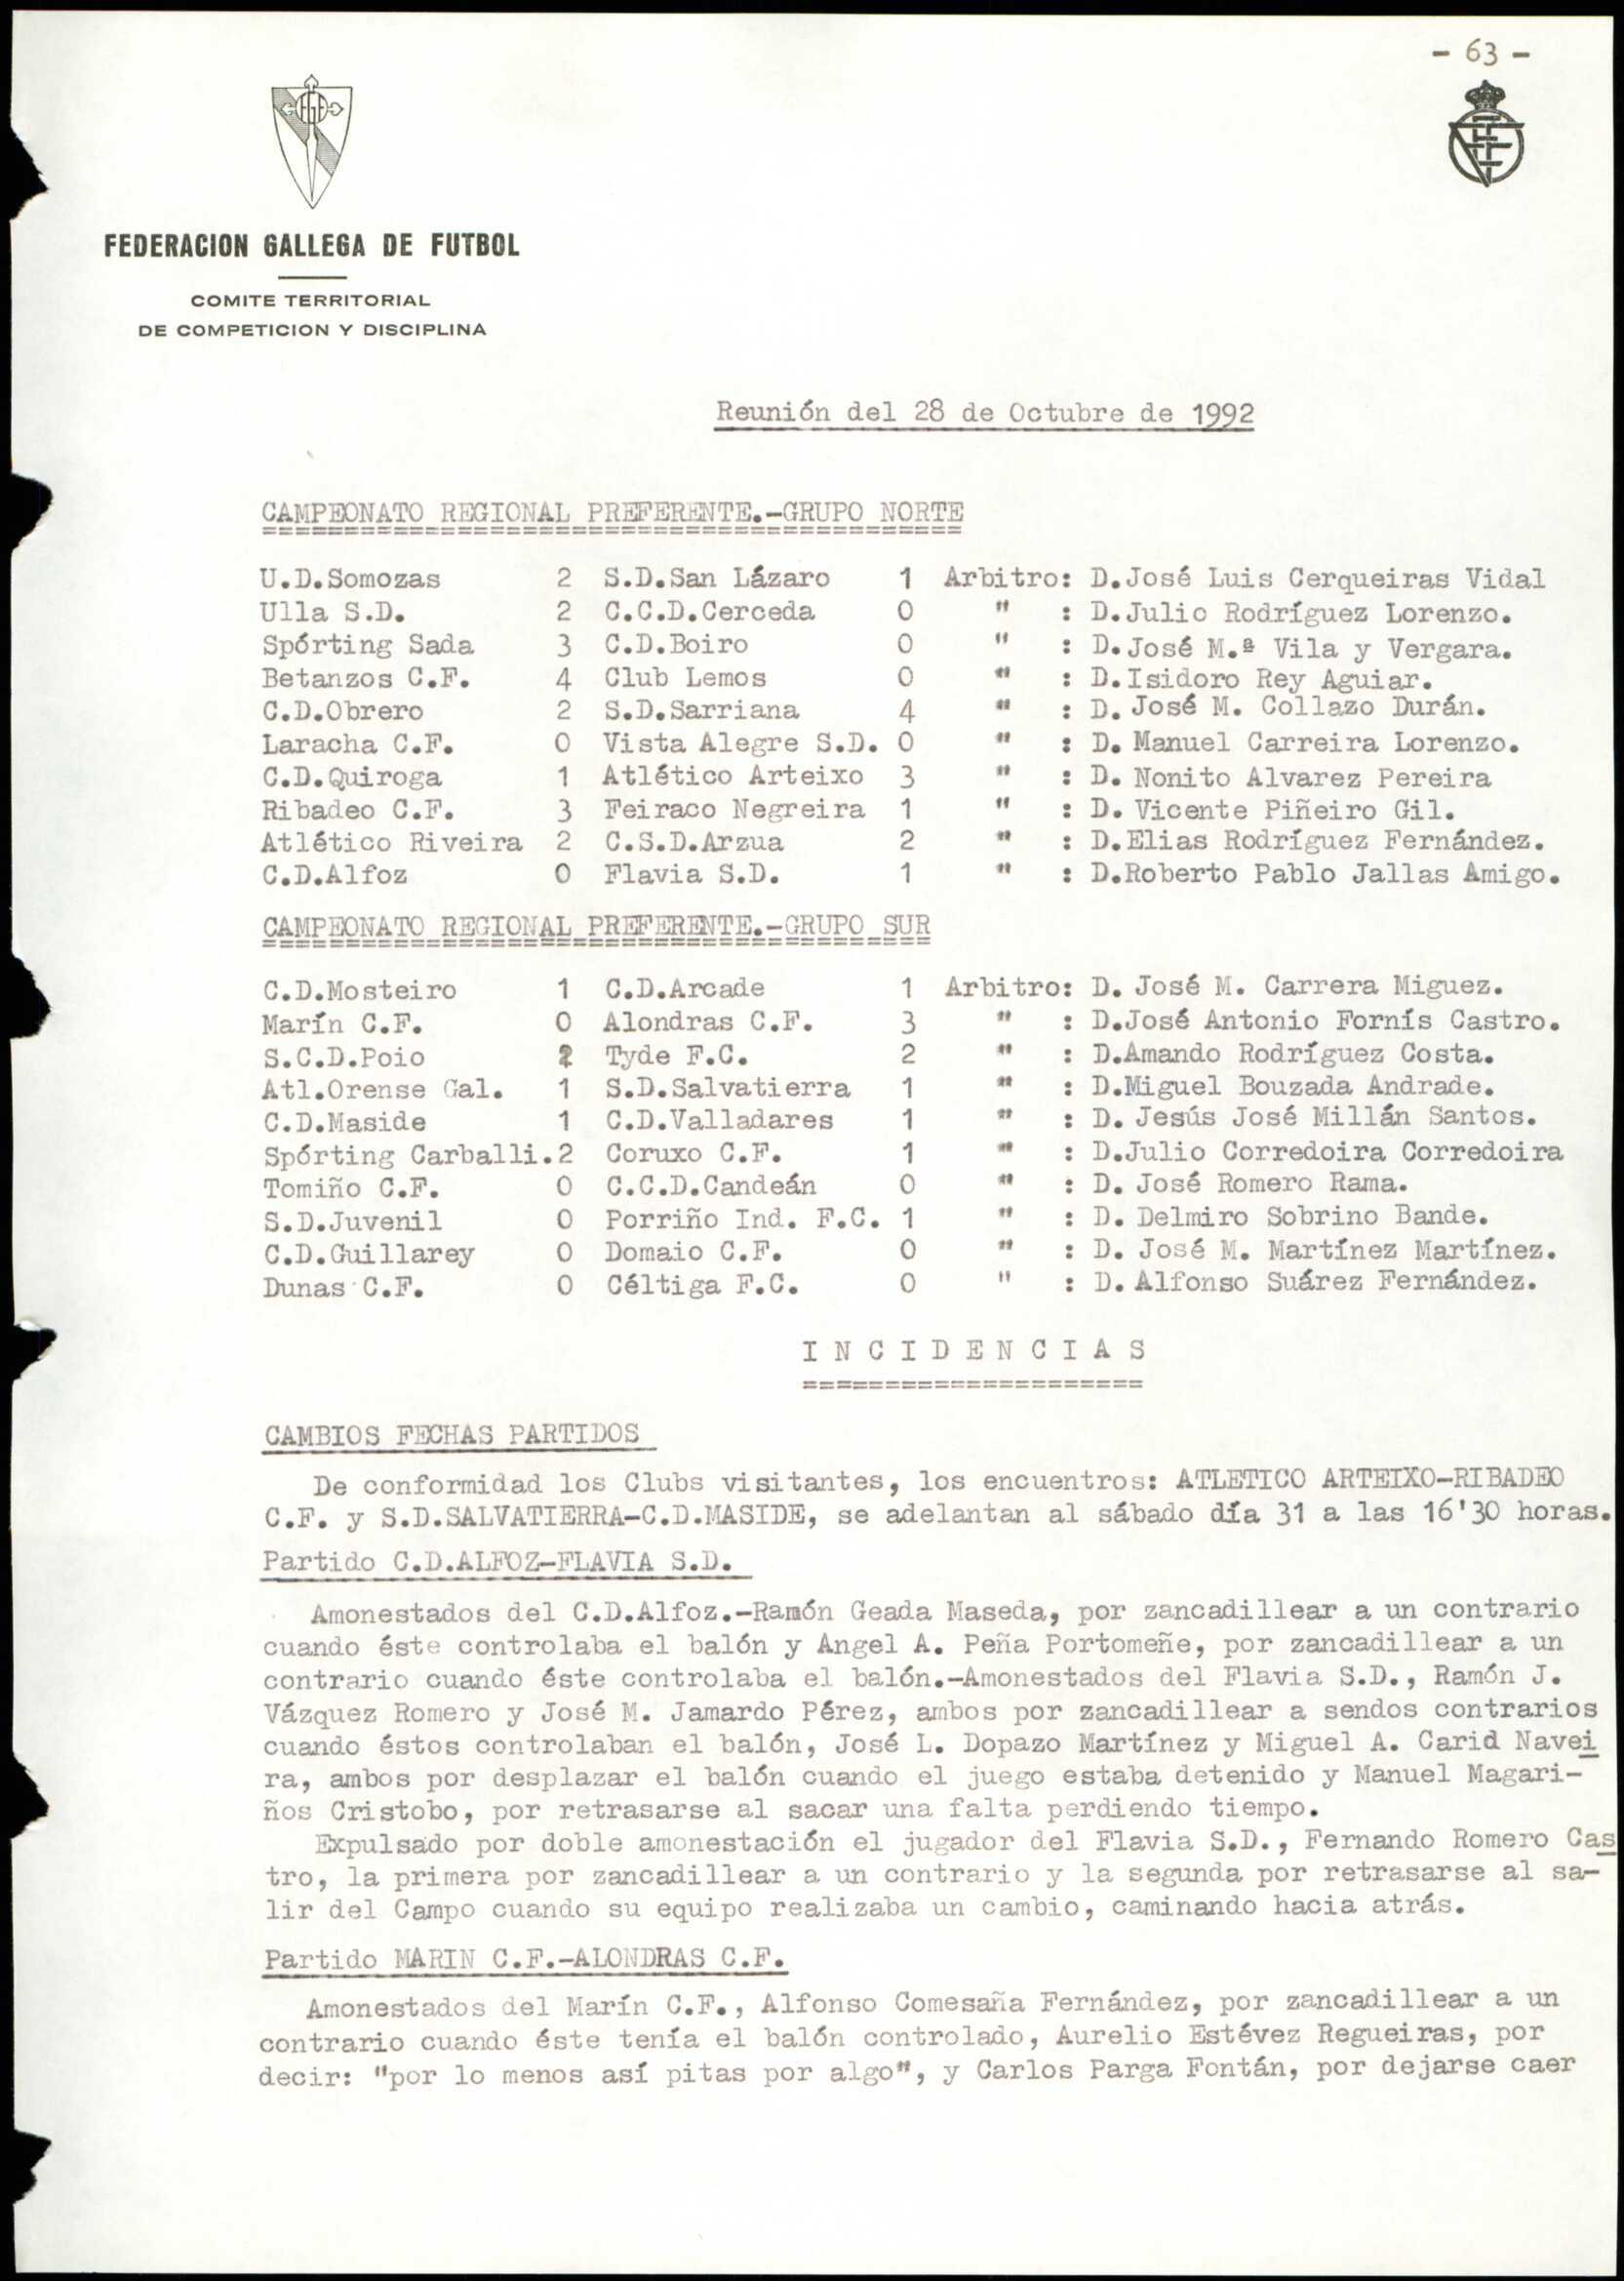 - 63 -
FGF
FEDERACION GALLEGA DE FUTBOL
COMITE TERRITORIAL
DE COMPETICION Y DISCIPLINA
Reunión del 28 de Octubre de 1992
CAMPEONATO REGIONAL PREFERENTE.-GRUPO NORTE
===========================================
U.D.Somozas 2 S.D.San Lázaro 1 Arbitro: D.José Luis Cerqueiras Vidal
Ulla S.D. 2 C.C.D.Cerceda 0 " : D.Julio Rodríguez Lorenzo.
Spórting Sada 3 C.D.Boiro 0 " : D.José M.ª Vila y Vergara.
Betanzos C.F. 4 Club Lemos 0 " : D.Isidoro Rey Aguiar.
C.D.Obrero 2 S.D.Sarriana 4 " : D. José M. Collazo Durán.
Laracha C.F. 0 Vista Alegre S.D. 0 " : D. Manuel Carreira Lorenzo.
C.D.Quiroga 1 Atlético Arteixo 3 " : D. Nonito Alvarez Pereira
Ribadeo C.F. 3 Feiraco Negreira 1 " : D. Vicente Piñeiro Gil.
Atlético Riveira 2 C.S.D.Arzua 2 " : D.Elias Rodríguez Fernández.
C.D.Alfoz 0 Flavia S.D. 1 " : D.Roberto Pablo Jallas Amigo.
CAMPEONATO REGIONAL PREFERENTE.-GRUPO SUR
=========================================
C.D.Mosteiro 1 C.D.Arcade 1 Arbitro: D. José M. Carrera Miguez.
Marín C.F. 0 Alondras C.F. 3 " : D.José Antonio Fornís Castro.
S.C.D.Poio Tyde F.C. 2 " : D.Amando Rodríguez Costa.
Atl.Orense Gal. 1 S.D.Salvatierra 1 " : D.Miguel Bouzada Andrade.
C.D.Maside 1 C.D.Valladares 1 " : D. Jesús José Millán Santos.
Spórting Carballi.2 Coruxo C.F. 1 " : D.Julio Corredoira Corredoira
Tomiño C.F. 0 C.C.D.Candeán 0 " : D. José Romero Rama.
S.D.Juvenil 0 Porriño Ind. F.C. 1 " : D. Delmiro Sobrino Bande.
C.D.Guillarey 0 Domaio C.F. 0 " : D. José M. Martínez Martínez.
Dunas C.F. 0 Céltiga F.C. 0 " : D. Alfonso Suárez Fernández.
I N C I D E N C I A S
=====================
CAMBIOS FECHAS PARTIDOS
De conformidad los Clubs visitantes, los encuentros: ATLETICO ARTEIXO-RIBADEO
C.F. y S.D.SALVATIERRA-C.D.MASIDE, se adelantan al sábado día 31 a las 16'30 horas.
Partido C.D.ALFOZ-FLAVIA S.D.
Amonestados del C.D.Alfoz.-Ramón Geada Maseda, por zancadillear a un contrario
cuando éste controlaba el balón y Angel A. Peña Portomeñe, por zancadillear a un
contrario cuando éste controlaba el balón.-Amonestados del Flavia S.D., Ramón J.
Vázquez Romero y José M. Jamardo Pérez, ambos por zancadillear a sendos contrarios
cuando éstos controlaban el balón, José L. Dopazo Martínez y Miguel A. Carid Navei
ra, ambos por desplazar el balón cuando el juego estaba detenido y Manuel Magari-
ños Cristobo, por retrasarse al sacar una falta perdiendo tiempo.
Expulsado por doble amonestación el jugador del Flavia S.D., Fernando Romero Cas
tro, la primera por zancadillear a un contrario y la segunda por retrasarse al sa-
lir del Campo cuando su equipo realizaba un cambio, caminando hacia atrás.
Partido MARIN C.F.-ALONDRAS C.F.
Amonestados del Marín C.F., Alfonso Comesaña Fernández, por zancadillear a un
contrario cuando éste tenía el balón controlado, Aurelio Estévez Regueiras, por
decir: "por lo menos así pitas por algo", y Carlos Parga Fontán, por dejarse caer